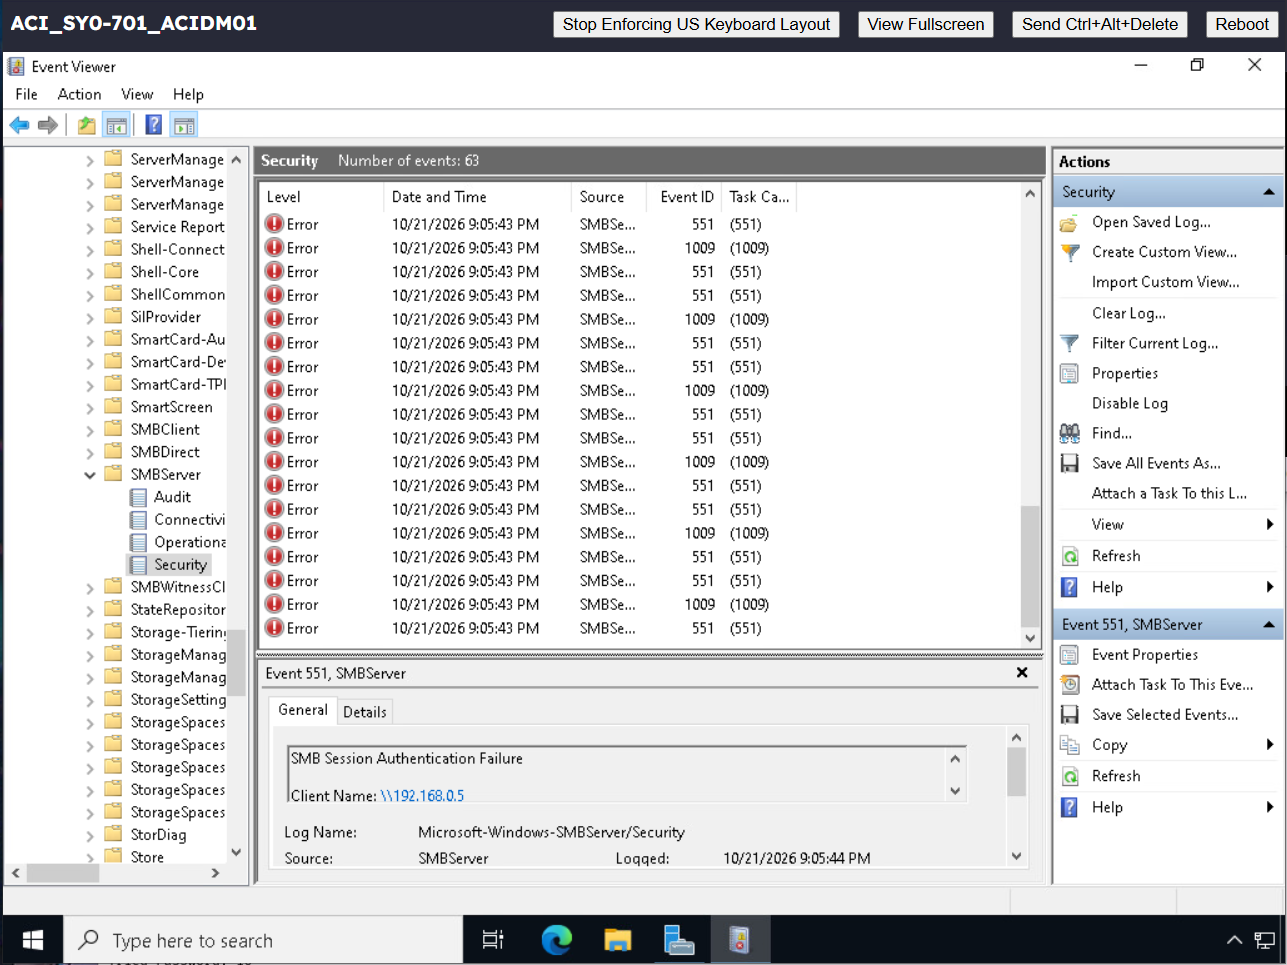 ACI_SY0-701_ACIDM01
Stop Enforcing US Keyboard Layout
View Fullscreen
Send Ctrl+Alt+Delete
Reboot
Event Viewer
File Action View Help
ServerManage
ServerManage
ServerManage
Service Report
Shell-Connect
Shell-Core
ShellCommon
SilProvider
SmartCard-Au
SmartCard-De
SmartCard-TPI
SmartScreen
SMBClient
SMBDirect
SMBServer
Audit
Connectivi
Operationa
Security
SMBWitnessCl
StateRepositor
Storage-Tiering
StorageManag
StorageManag
StorageSetting
StorageSpaces
StorageSpaces
StorageSpaces
StorageSpaces
StorageSpaces
StorDiag
Store
Security Number of events: 63
Level Date and Time Source Event ID Task Ca...
Error 10/21/2026 9:05:43 PM SMBSe... 551 (551)
Error 10/21/2026 9:05:43 PM SMBSe... 1009 (1009)
Error 10/21/2026 9:05:43 PM SMBSe... 551 (551)
Error 10/21/2026 9:05:43 PM SMBSe... 551 (551)
Error 10/21/2026 9:05:43 PM SMBSe... 1009 (1009)
Error 10/21/2026 9:05:43 PM SMBSe... 551 (551)
Error 10/21/2026 9:05:43 PM SMBSe... 551 (551)
Error 10/21/2026 9:05:43 PM SMBSe... 1009 (1009)
Error 10/21/2026 9:05:43 PM SMBSe... 551 (551)
Error 10/21/2026 9:05:43 PM SMBSe... 551 (551)
Error 10/21/2026 9:05:43 PM SMBSe... 1009 (1009)
Error 10/21/2026 9:05:43 PM SMBSe... 551 (551)
Error 10/21/2026 9:05:43 PM SMBSe... 551 (551)
Error 10/21/2026 9:05:43 PM SMBSe... 1009 (1009)
Error 10/21/2026 9:05:43 PM SMBSe... 551 (551)
Error 10/21/2026 9:05:43 PM SMBSe... 551 (551)
Error 10/21/2026 9:05:43 PM SMBSe... 1009 (1009)
Error 10/21/2026 9:05:43 PM SMBSe... 551 (551)
Event 551, SMBServer
General Details
SMB Session Authentication Failure
Client Name: \\192.168.0.5
Log Name: Microsoft-Windows-SMBServer/Security
Source: SMBServer Logged: 10/21/2026 9:05:44 PM
Actions
Security
Open Saved Log...
Create Custom View...
Import Custom View...
Clear Log...
Filter Current Log...
Properties
Disable Log
Find...
Save All Events As...
Attach a Task To this L...
View
Refresh
Help
Event 551, SMBServer
Event Properties
Attach Task To This Eve...
Save Selected Events...
Copy
Refresh
Help
Type here to search